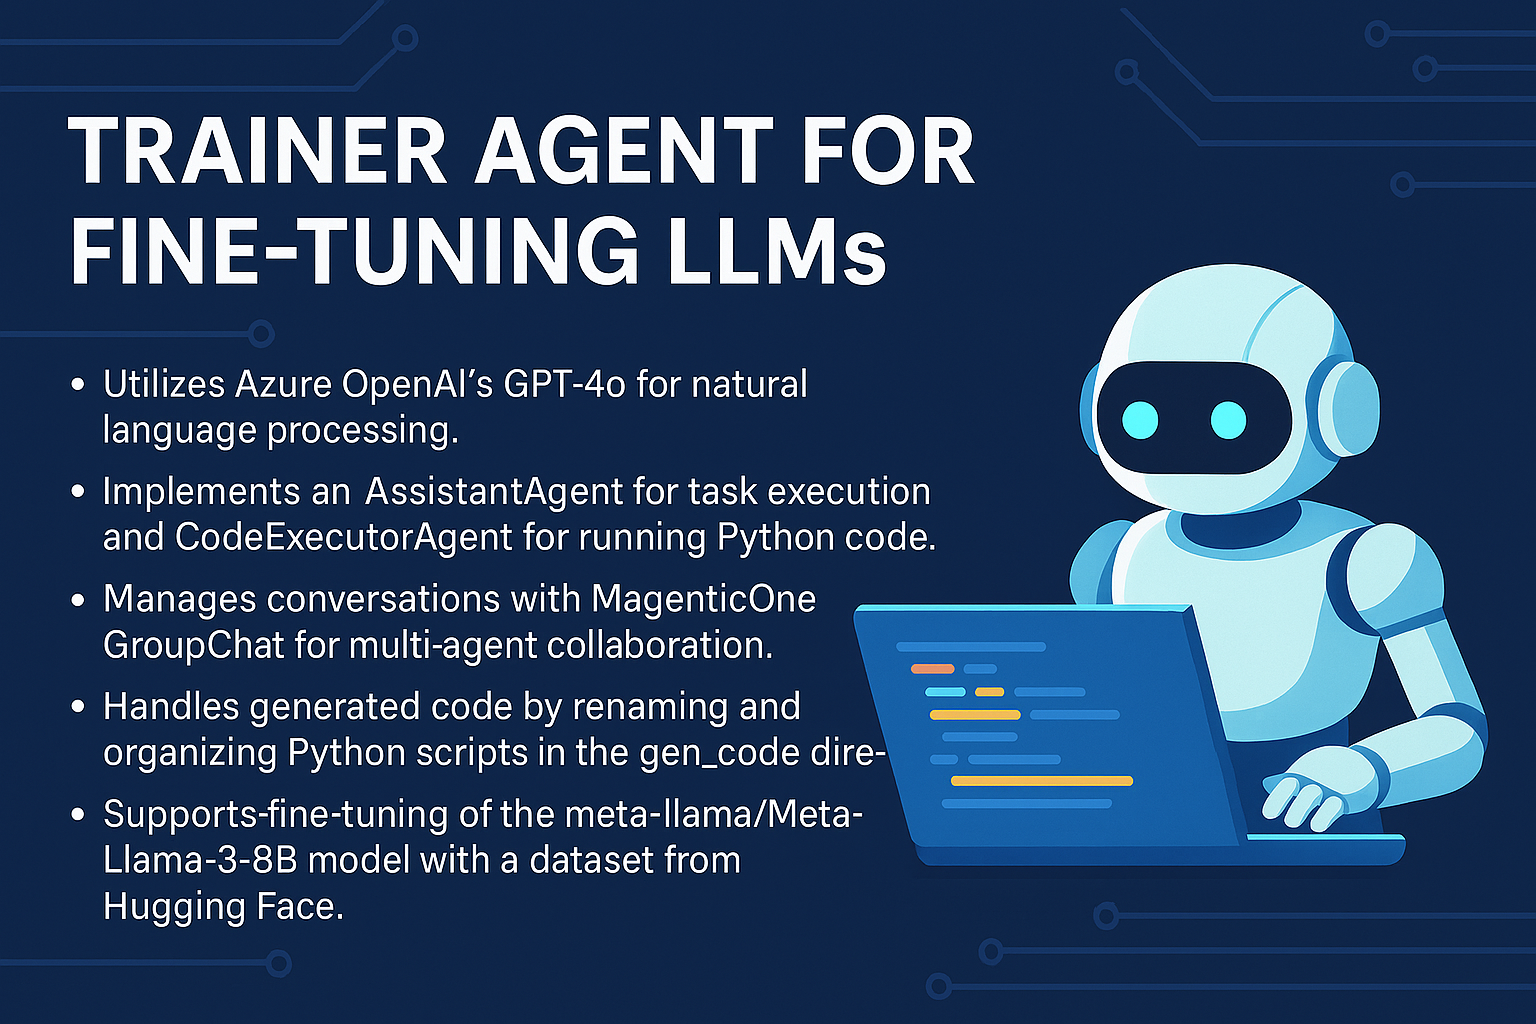 TRAINER AGENT FOR
FINE-TUNING LLMs
• Utilizes Azure OpenAI's GPT-4o for natural
language processing.
• Implements an AssistantAgent for task execution
and CodeExecutorAgent for running Python code.
• Manages conversations with MagenticOne
GroupChat for multi-agent collaboration.
• Handles generated code by renaming and
organizing Python scripts in the gen_code dire-
• Supports-fine-tuning of the meta-llama/Meta-
Llama-3-8B model with a dataset from
Hugging Face.